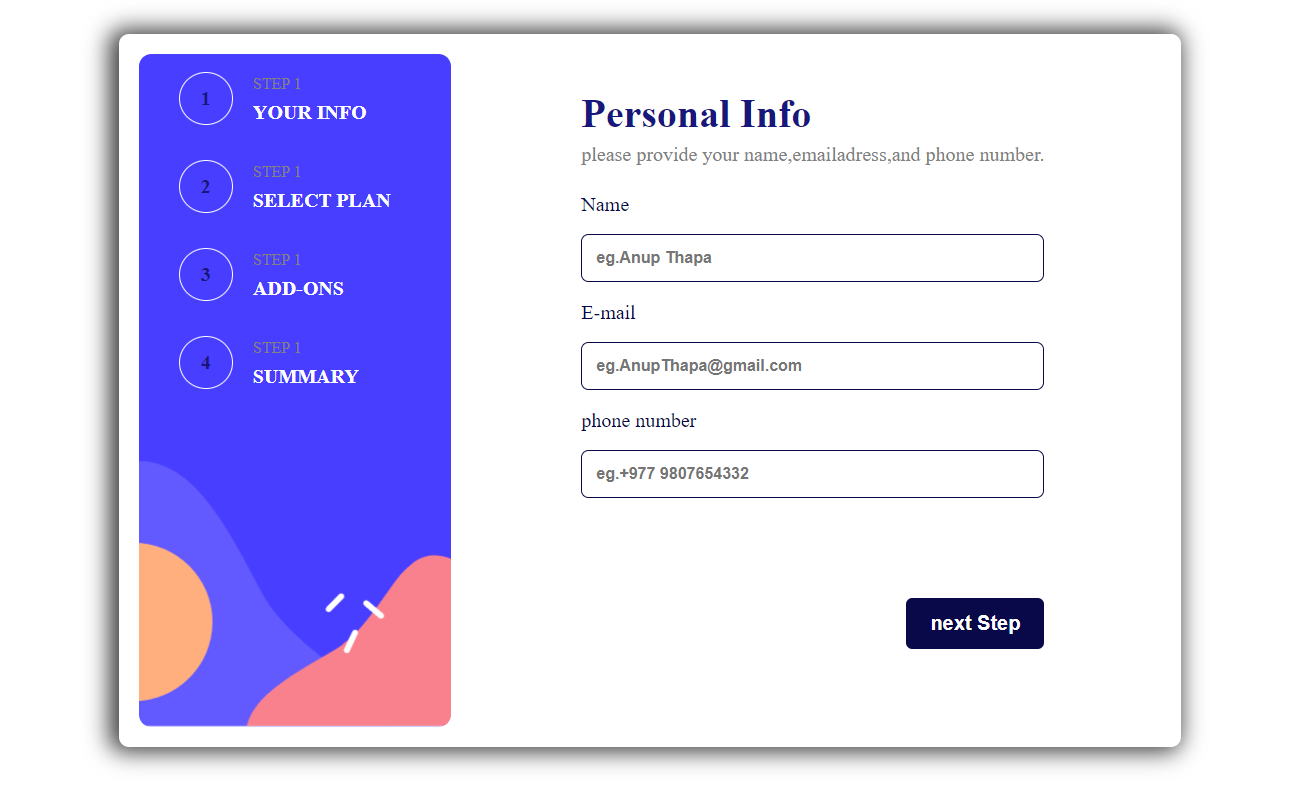 1
STEP 1
YOUR INFO
2
STEP 1
SELECT PLAN
3
STEP 1
ADD-ONS
4
STEP 1
SUMMARY
Personal Info
please provide your name,emailadress,and phone number.
Name
eg.Anup Thapa
E-mail
eg.AnupThapa@gmail.com
phone number
eg.+977 9807654332
next Step